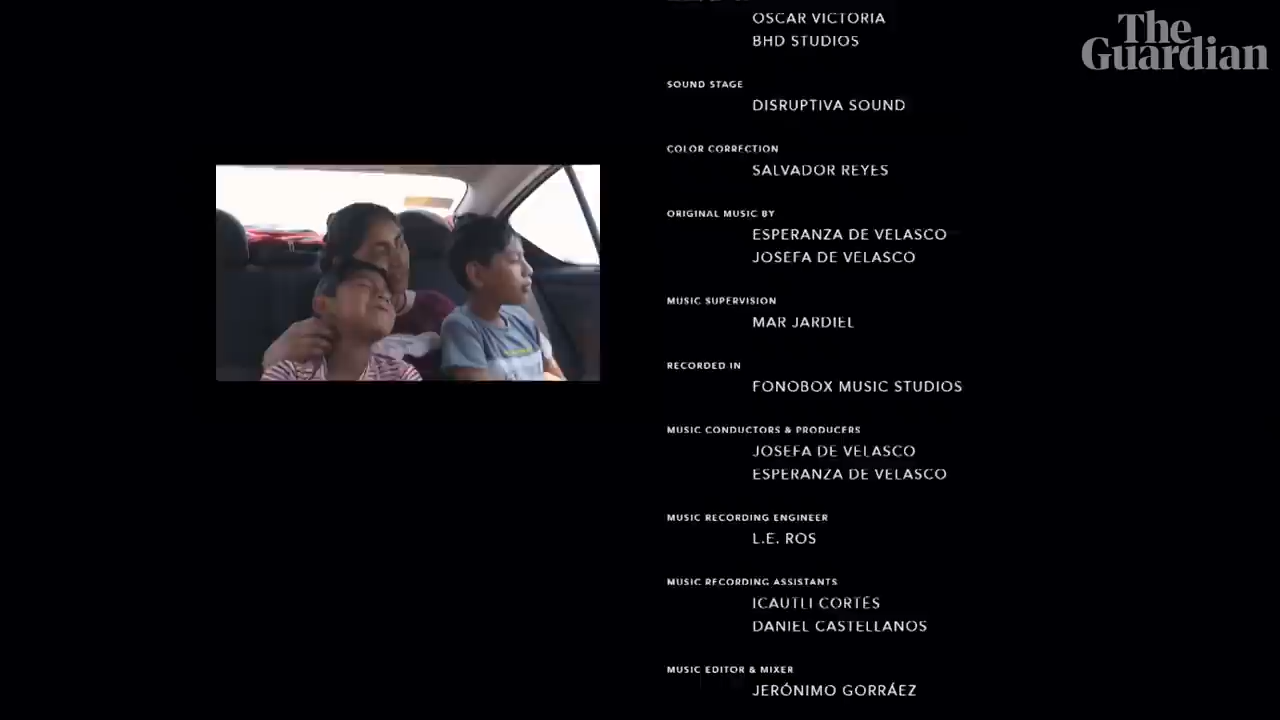 The
Guardian
OSCAR VICTORIA
BHD STUDIOS
SOUND STAGE
DISRUPTIVA SOUND
COLOR CORRECTION
SALVADOR REYES
ORIGINAL MUSIC BY
ESPERANZA DE VELASCO
JOSEFA DE VELASCO
MUSIC SUPERVISION
MAR JARDIEL
RECORDED IN
FONOBOX MUSIC STUDIOS
MUSIC CONDUCTORS & PRODUCERS
JOSEFA DE VELASCO
ESPERANZA DE VELASCO
MUSIC RECORDING ENGINEER
L.E. ROS
MUSIC RECORDING ASSISTANTS
ICAUTLI CORTÉS
DANIEL CASTELLANOS
MUSIC EDITOR & MIXER
JERÓNIMO GORRÁEZ